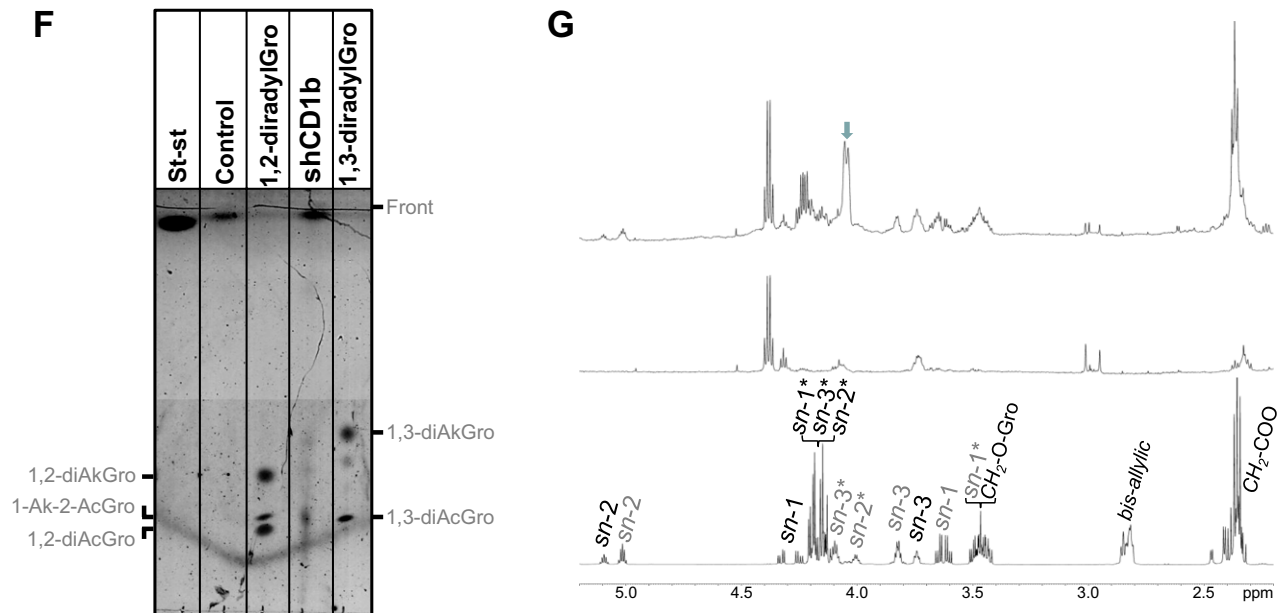 F
St-st
Control
1,2-diradylGro
shCD1b
1,3-diradylGro
Front
1,3-diAkGro
1,2-diAkGro
1-Ak-2-AcGro
1,2-diAcGro
1,3-diAcGro
G
sn-2
sn-2
sn-1
sn-1*
sn-3*
sn-2*
sn-3*
sn-2*
sn-3
sn-3
sn-1
sn-1*
CH2-O-Gro
bis-allylic
CH2-COO
5.0
4.5
4.0
3.5
3.0
2.5
ppm